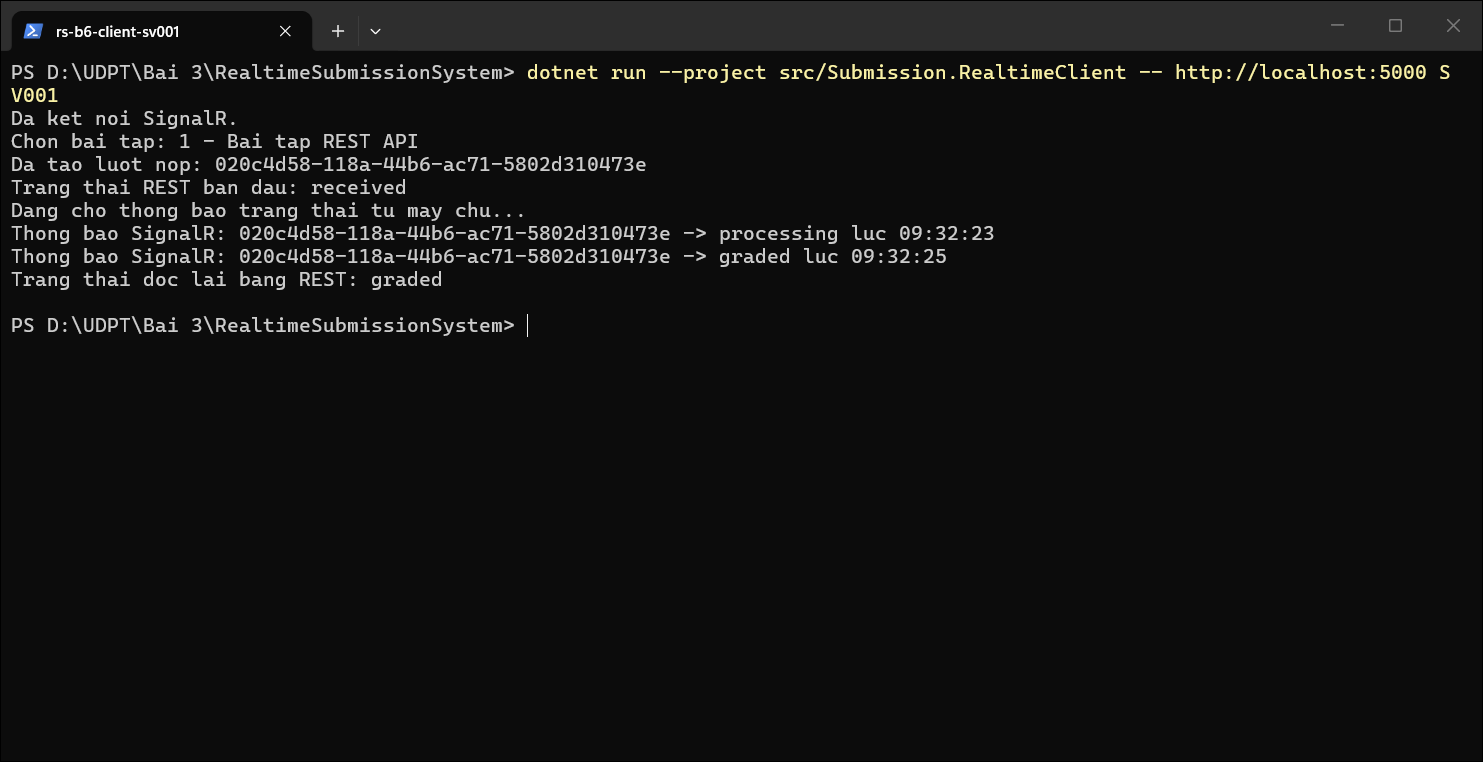 rs-b6-client-sv001
PS D:\UDPT\Bai 3\RealtimeSubmissionSystem> dotnet run --project src/Submission.RealtimeClient -- http://localhost:5000 S
V001
Da ket noi SignalR.
Chon bai tap: 1 - Bai tap REST API
Da tao luot nop: 020c4d58-118a-44b6-ac71-5802d310473e
Trang thai REST ban dau: received
Dang cho thong bao trang thai tu may chu...
Thong bao SignalR: 020c4d58-118a-44b6-ac71-5802d310473e -> processing luc 09:32:23
Thong bao SignalR: 020c4d58-118a-44b6-ac71-5802d310473e -> graded luc 09:32:25
Trang thai doc lai bang REST: graded
PS D:\UDPT\Bai 3\RealtimeSubmissionSystem>